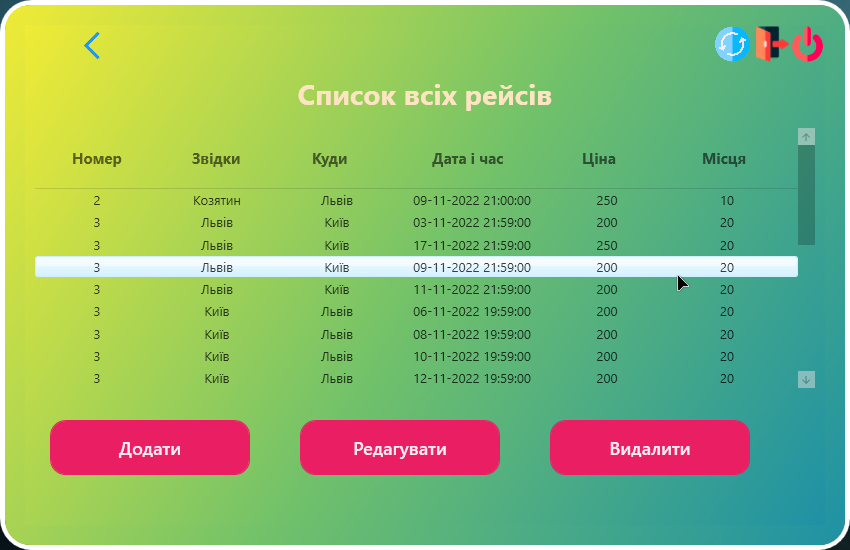 Список всіх рейсів
Номер Звідки Куди Дата і час Ціна Місця
2 Козятин Львів 09-11-2022 21:00:00 250 10
3 Львів Київ 03-11-2022 21:59:00 200 20
3 Львів Київ 17-11-2022 21:59:00 250 20
3 Львів Київ 09-11-2022 21:59:00 200 20
3 Львів Київ 11-11-2022 21:59:00 200 20
3 Київ Львів 06-11-2022 19:59:00 200 20
3 Київ Львів 08-11-2022 19:59:00 200 20
3 Київ Львів 10-11-2022 19:59:00 200 20
3 Київ Львів 12-11-2022 19:59:00 200 20
Додати Редагувати Видалити